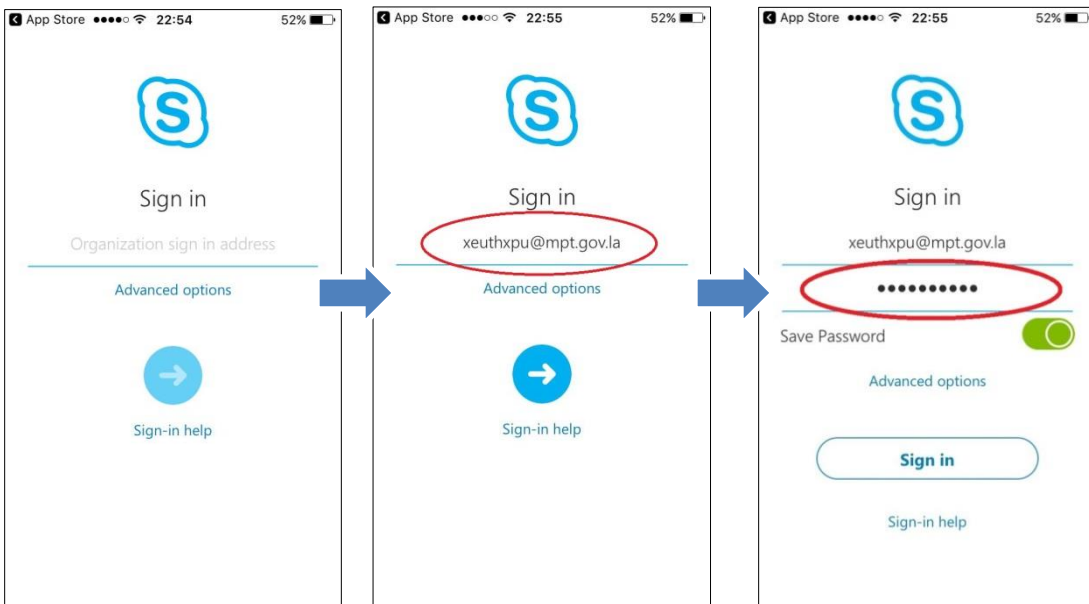 App Store 22:54 52%
S
Sign in
Organization sign in address
Advanced options
Sign-in help
App Store 22:55 52%
S
Sign in
xeuthxpu@mpt.gov.la
Advanced options
Sign-in help
App Store 22:55 52%
S
Sign in
xeuthxpu@mpt.gov.la
••••••••••
Save Password
Advanced options
Sign in
Sign-in help